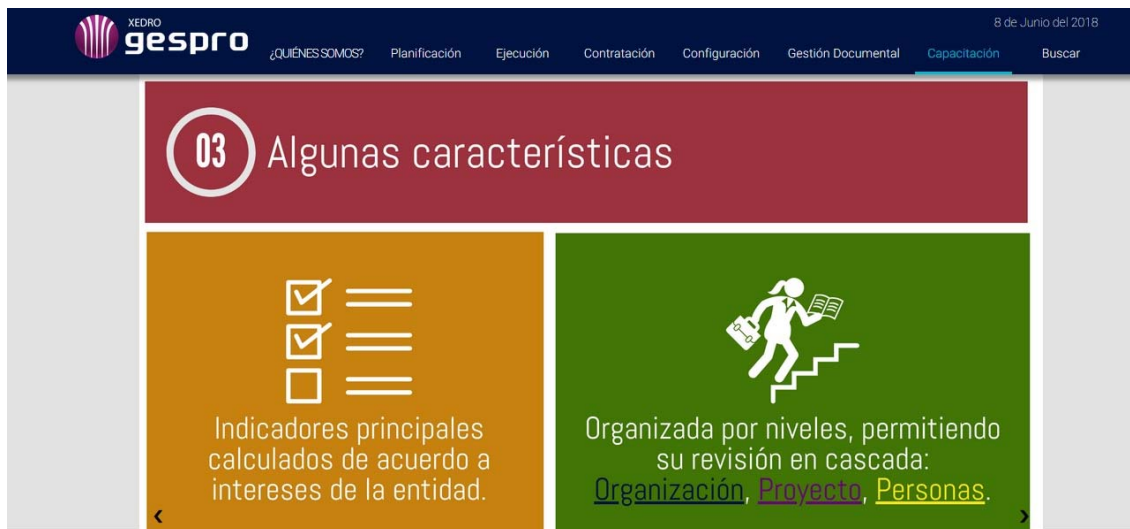 XEDRO
gespro
8 de Junio del 2018
¿QUIÉNES SOMOS? Planificación Ejecución Contratación Configuración Gestión Documental Capacitación Buscar
03 Algunas características
Indicadores principales
calculados de acuerdo a
intereses de la entidad.
Organizada por niveles, permitiendo
su revisión en cascada:
Organización, Proyecto, Personas.